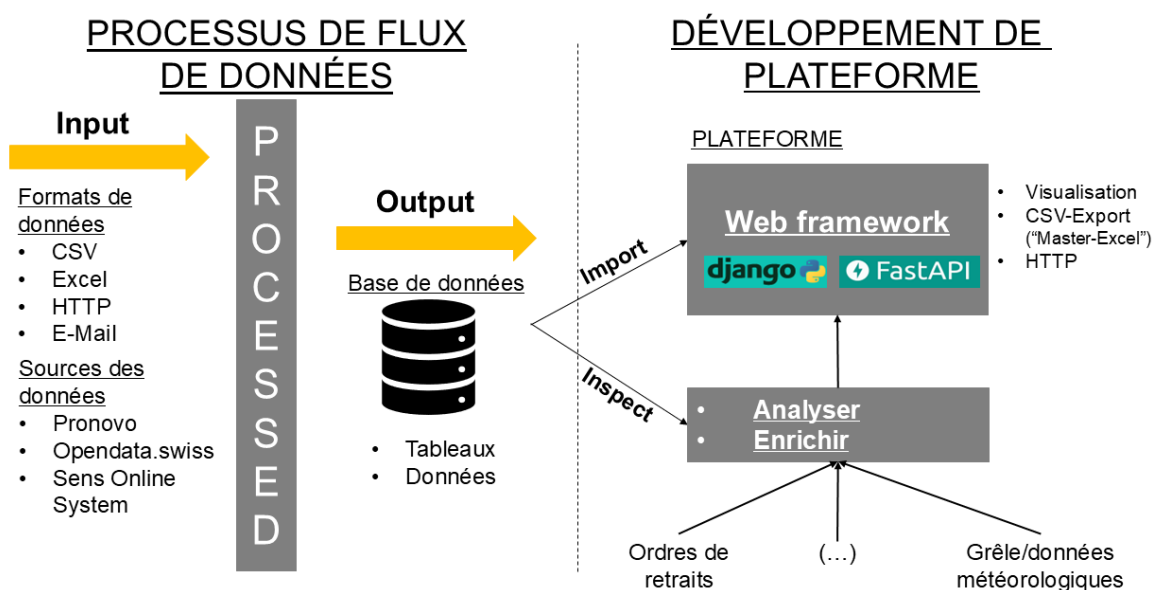 PROCESSUS DE FLUX
DE DONNÉES
Input
Formats de
données
• CSV
• Excel
• HTTP
• E-Mail
Sources des
données
• Pronovo
• Opendata.swiss
• Sens Online
System
PROCESSED
Output
Base de données
• Tableaux
• Données
DÉVELOPPEMENT DE
PLATEFORME
PLATEFORME
Import
Inspect
Web framework
django
FastAPI
• Visualisation
• CSV-Export
(“Master-Excel”)
• HTTP
• Analyser
• Enrichir
Ordres de
retraits
(…)
Grêle/données
météorologiques